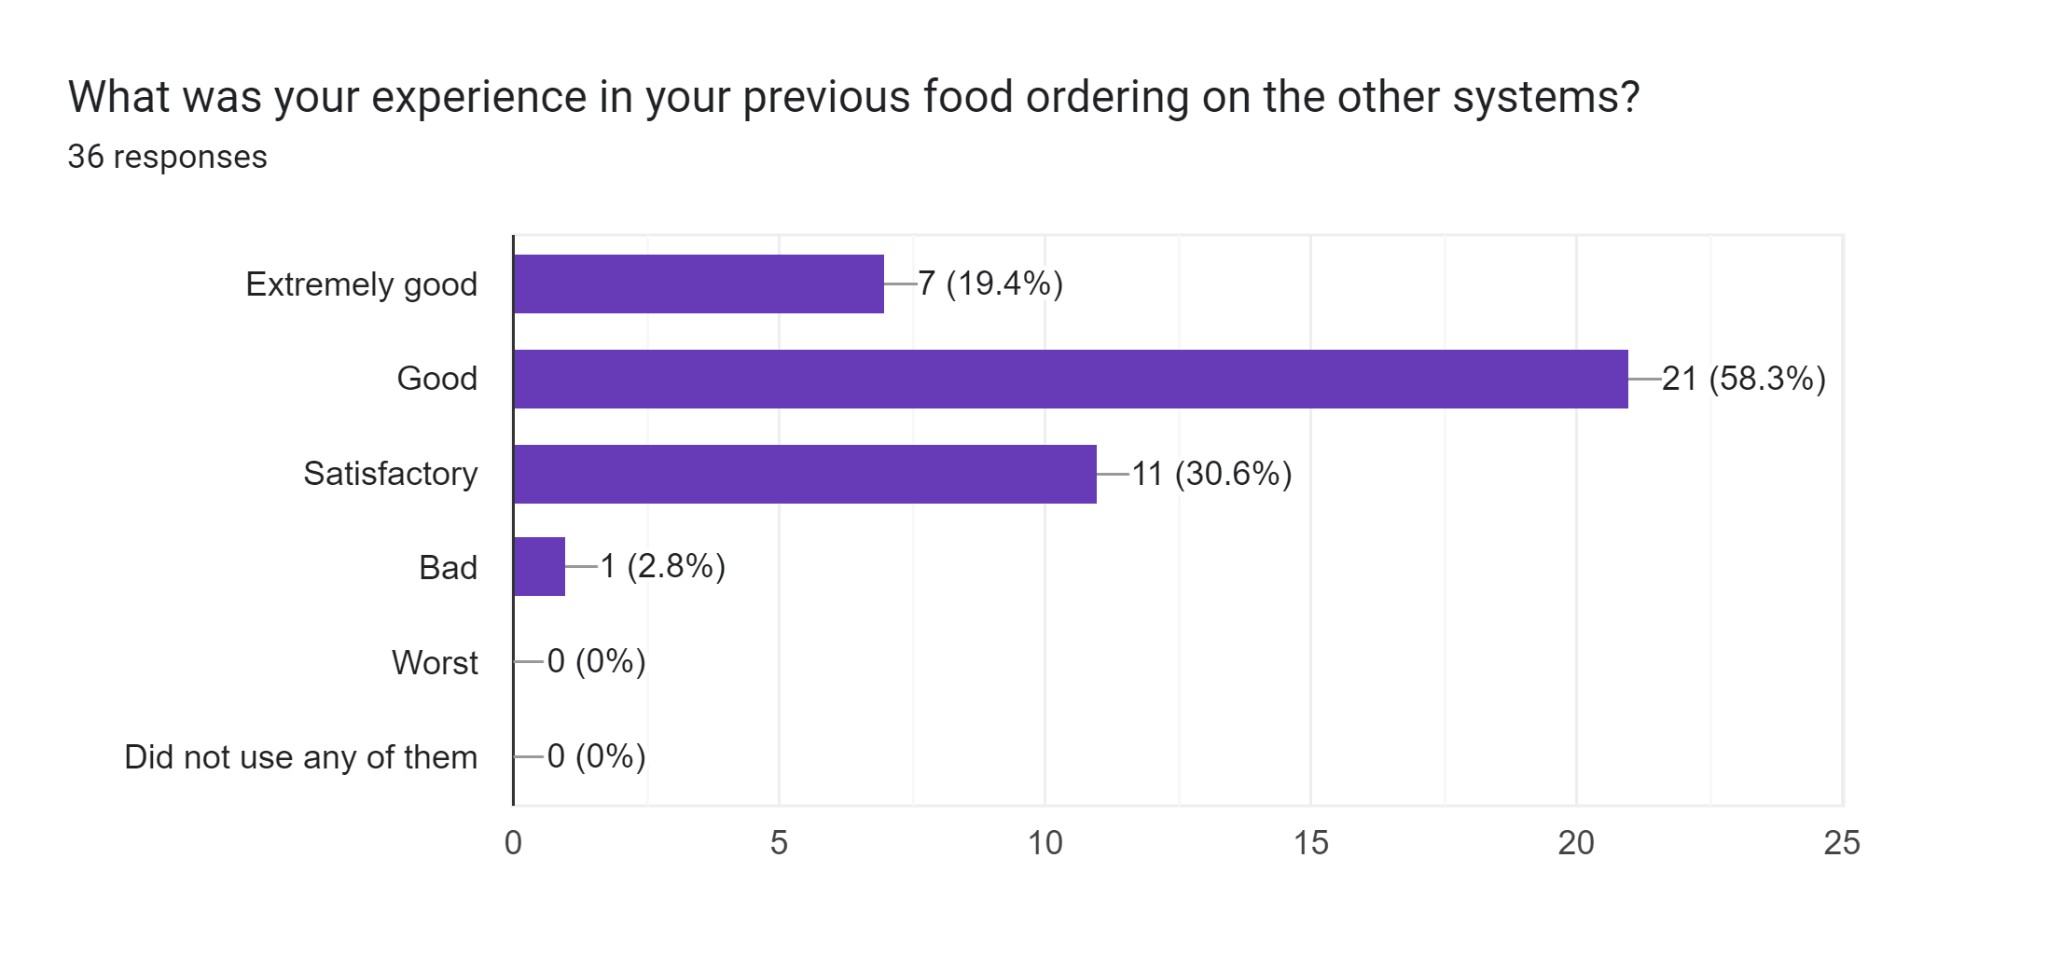 What was your experience in your previous food ordering on the other systems?
36 responses
Extremely good 7 (19.4%)
Good 21 (58.3%)
Satisfactory 11 (30.6%)
Bad 1 (2.8%)
Worst 0 (0%)
Did not use any of them 0 (0%)
0 5 10 15 20 25